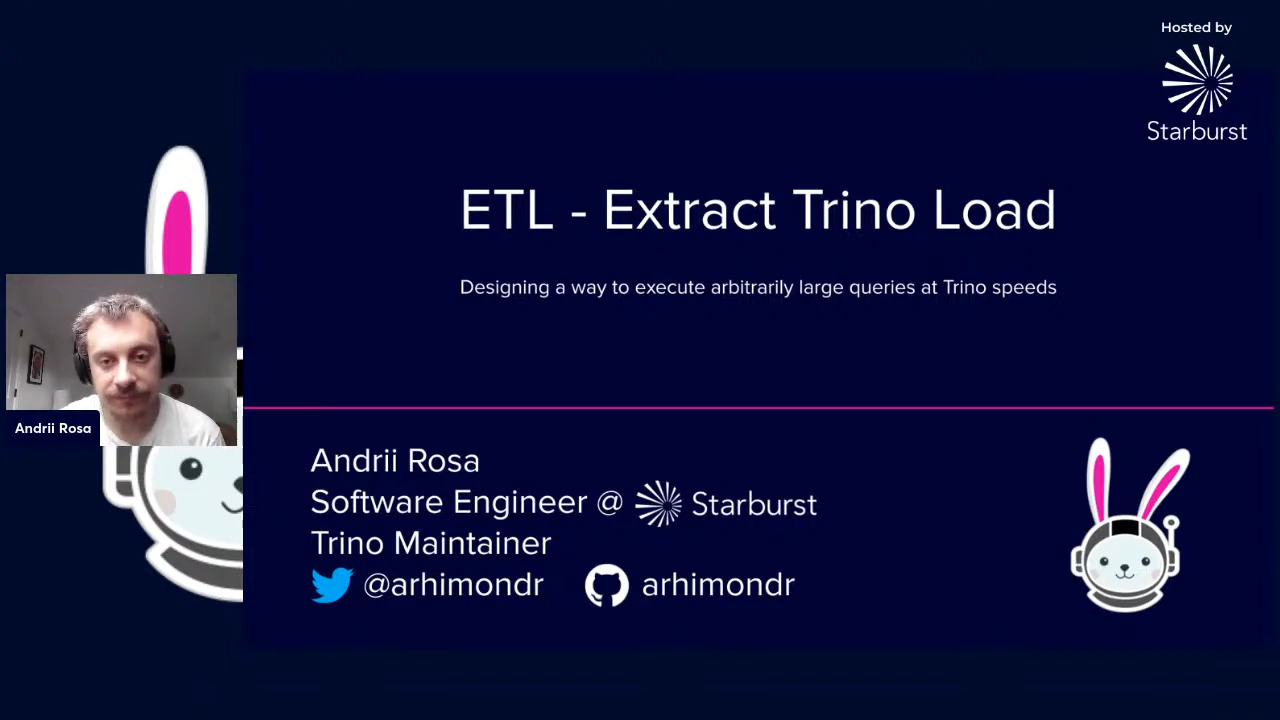 Hosted by
Starburst
ETL - Extract Trino Load
Designing a way to execute arbitrarily large queries at Trino speeds
Andrii Rosa
Andrii Rosa
Software Engineer @ Starburst
Trino Maintainer
@arhimondr arhimondr